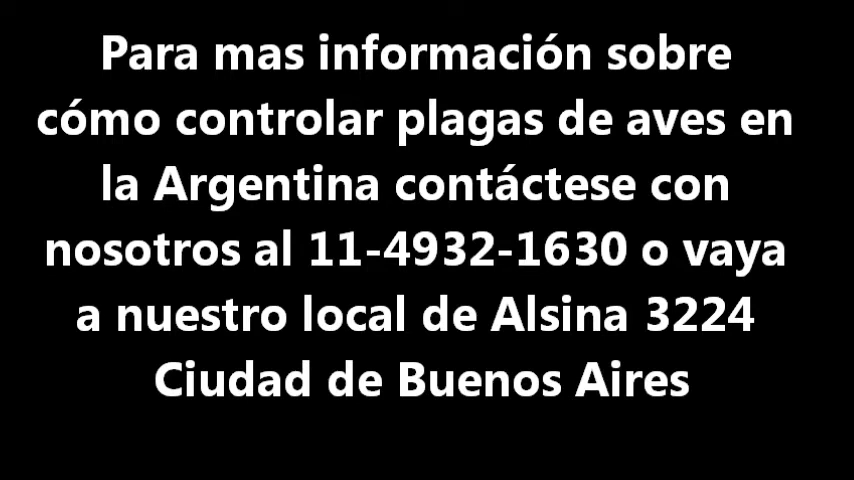 Para mas información sobre
cómo controlar plagas de aves en
la Argentina contáctese con
nosotros al 11-4932-1630 o vaya
a nuestro local de Alsina 3224
Ciudad de Buenos Aires